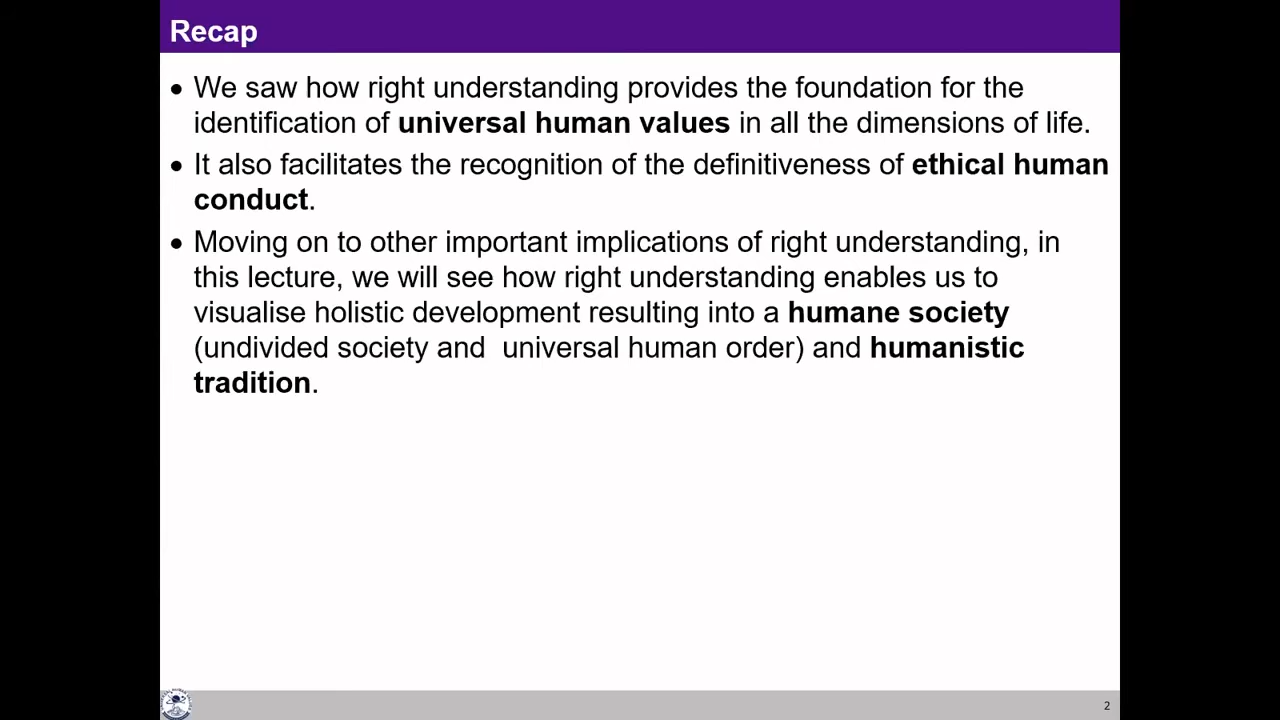 Recap
• We saw how right understanding provides the foundation for the
identification of universal human values in all the dimensions of life.
• It also facilitates the recognition of the definitiveness of ethical human
conduct.
• Moving on to other important implications of right understanding, in
this lecture, we will see how right understanding enables us to
visualise holistic development resulting into a humane society
(undivided society and  universal human order) and humanistic
tradition.
2